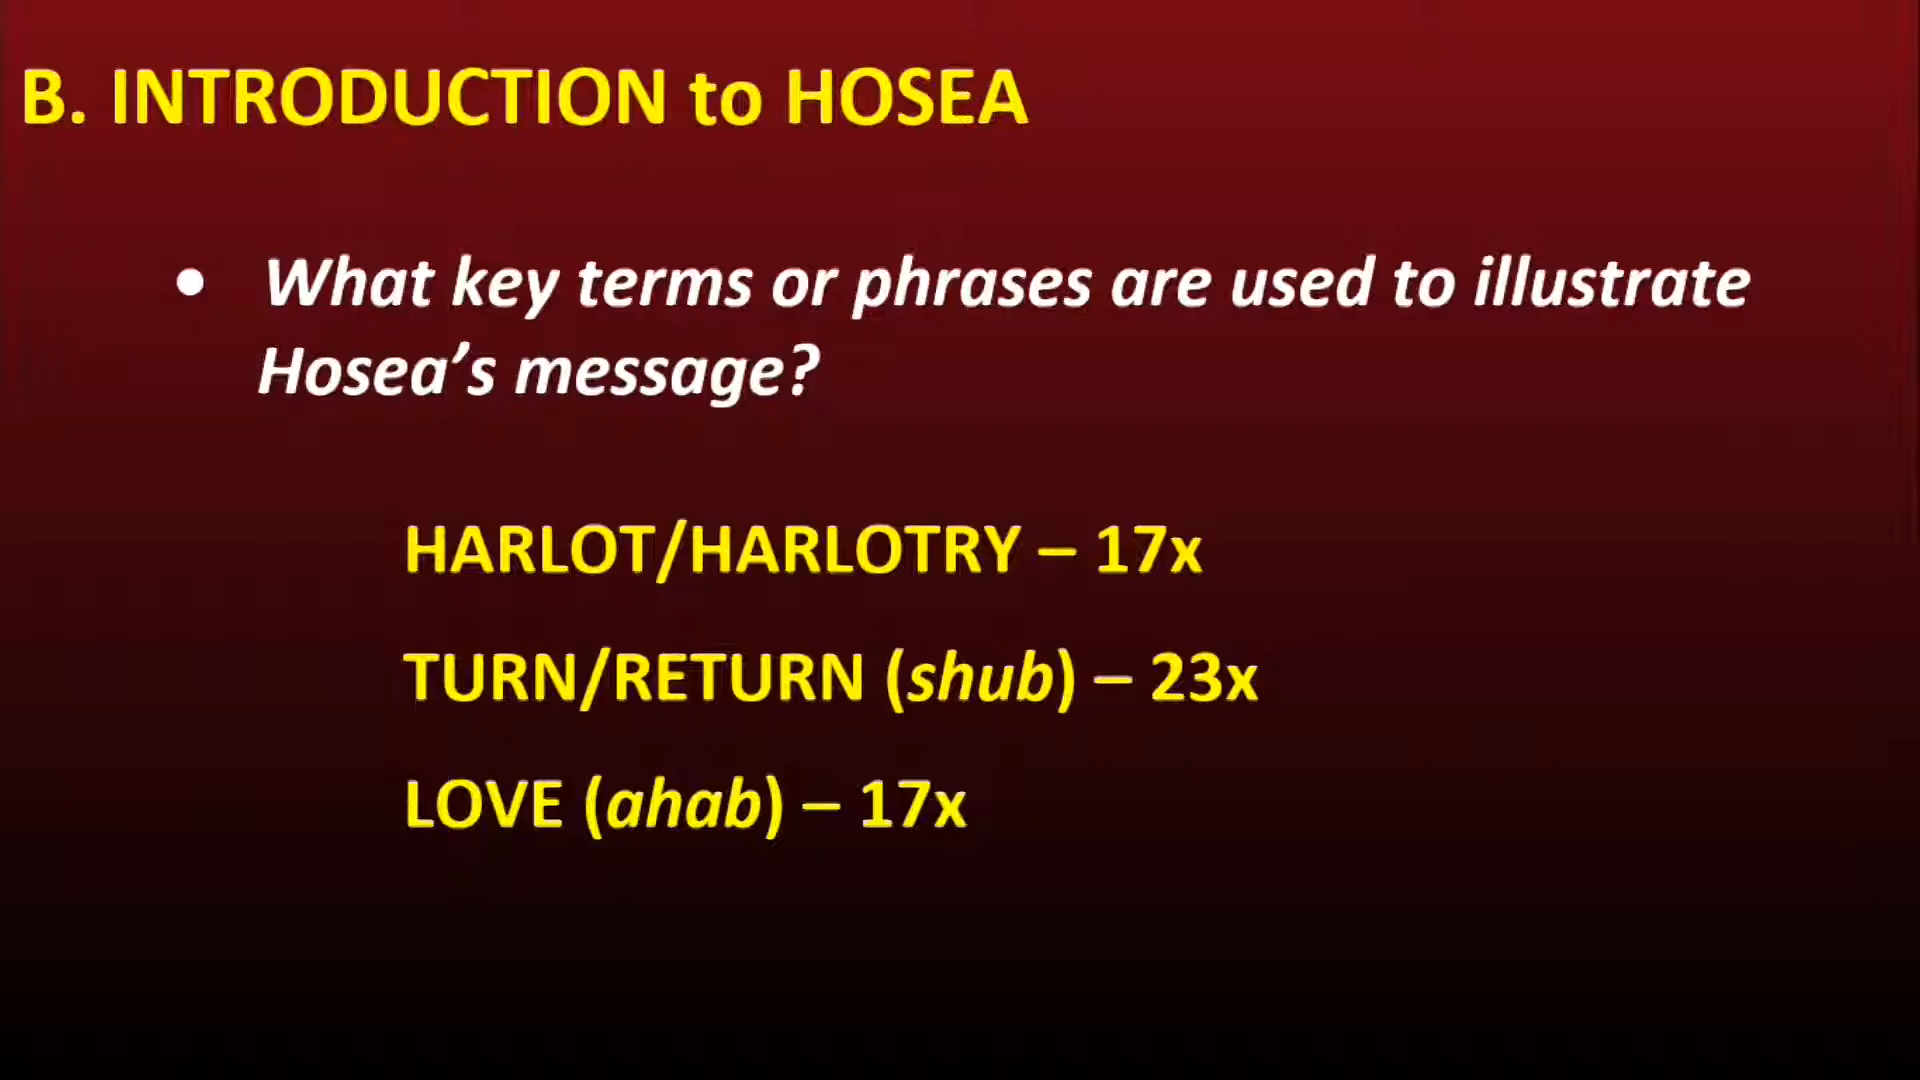 B. INTRODUCTION to HOSEA
• What key terms or phrases are used to illustrate
Hosea’s message?
HARLOT/HARLOTRY – 17x
TURN/RETURN (shub) – 23x
LOVE (ahab) – 17x